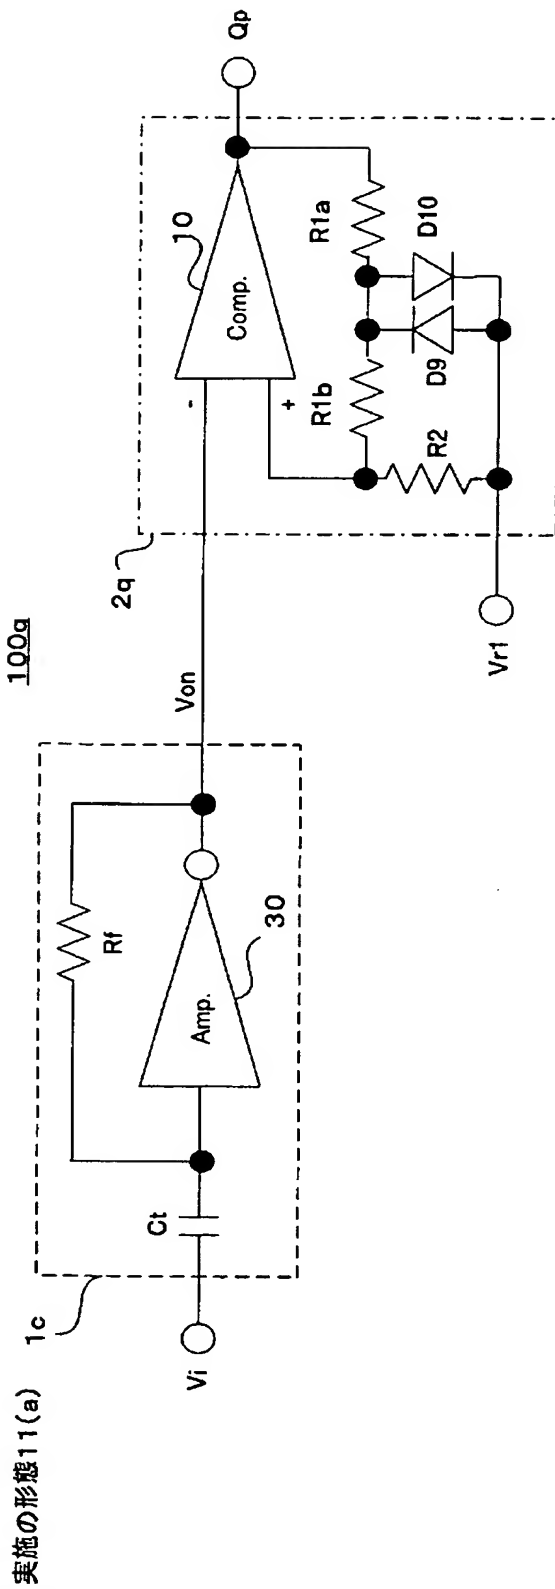 実施の形態11(a)
100q
1c
Rf
Vi
Ct
Amp.
30
Von
2q
10
Comp.
-
+
Qp
R1a
R1b
D10
D9
R2
Vr1